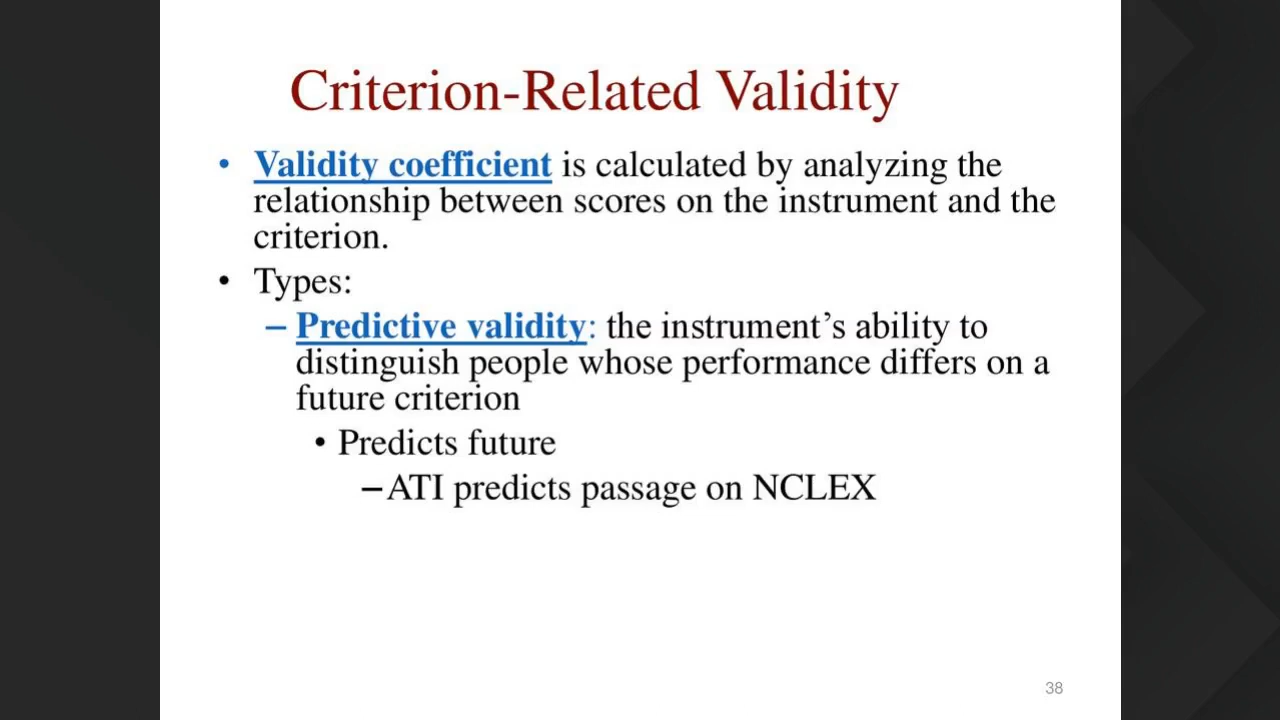 Criterion-Related Validity
• Validity coefficient is calculated by analyzing the
relationship between scores on the instrument and the
criterion.
• Types:
– Predictive validity: the instrument’s ability to
distinguish people whose performance differs on a
future criterion
• Predicts future
–ATI predicts passage on NCLEX
38